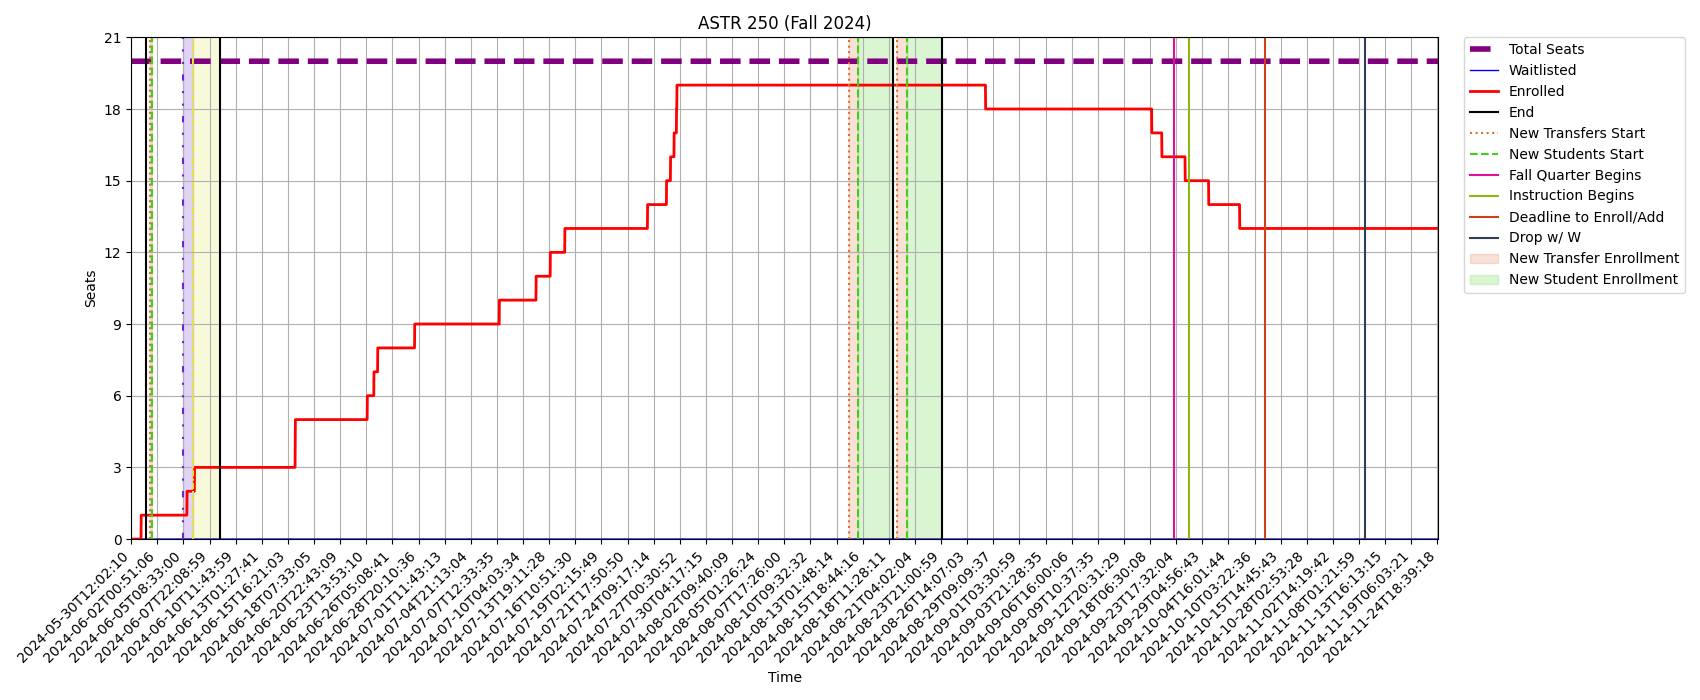 ASTR 250 (Fall 2024)
21
18
15
12
9
6
3
0
Seats
2024-05-30T12:02:10
2024-06-02T00:51:06
2024-06-05T08:33:00
2024-06-07T22:08:59
2024-06-10T11:43:59
2024-06-13T01:27:41
2024-06-15T16:21:03
2024-06-18T07:33:05
2024-06-20T22:43:09
2024-06-23T13:53:10
2024-06-26T05:08:41
2024-06-28T20:10:36
2024-07-01T11:43:13
2024-07-04T21:13:04
2024-07-07T12:33:35
2024-07-10T04:03:34
2024-07-13T19:11:28
2024-07-16T10:51:30
2024-07-19T02:15:49
2024-07-21T17:50:50
2024-07-24T09:17:14
2024-07-27T00:30:52
2024-07-30T04:17:15
2024-08-02T09:40:09
2024-08-05T01:26:24
2024-08-07T17:26:00
2024-08-10T09:32:32
2024-08-13T01:48:14
2024-08-15T18:44:16
2024-08-18T11:28:11
2024-08-21T04:02:04
2024-08-23T21:00:59
2024-08-26T14:07:03
2024-08-29T09:09:37
2024-09-01T03:30:59
2024-09-03T21:28:35
2024-09-06T16:00:06
2024-09-09T10:37:35
2024-09-12T20:31:29
2024-09-18T06:30:08
2024-09-23T17:32:04
2024-09-29T04:56:43
2024-10-04T16:01:44
2024-10-10T03:22:36
2024-10-15T14:45:43
2024-10-28T02:53:28
2024-11-02T14:19:42
2024-11-08T01:21:59
2024-11-13T16:13:15
2024-11-19T06:03:21
2024-11-24T18:39:18
Time
Total Seats
Waitlisted
Enrolled
End
New Transfers Start
New Students Start
Fall Quarter Begins
Instruction Begins
Deadline to Enroll/Add
Drop w/ W
New Transfer Enrollment
New Student Enrollment